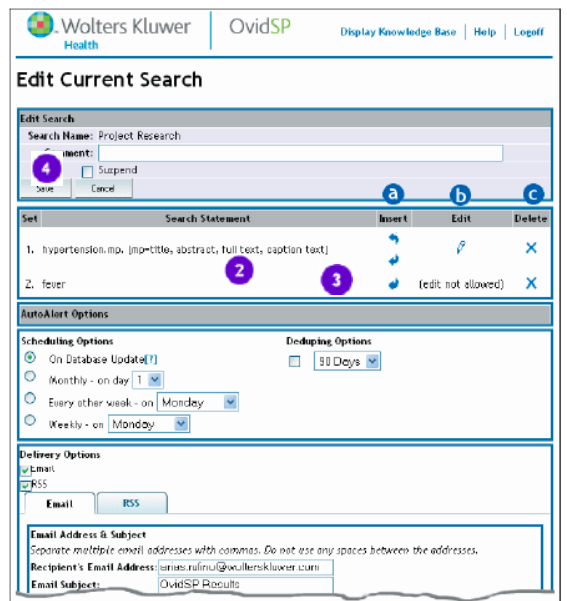 Wolters Kluwer
Health
OvidSP
Display Knowledge Base | Help | Logoff
Edit Current Search
Edit Search
Search Name: Project Research
Suspend
4
Save Cancel
a b c
Set Search Statement Insert Edit Delete
1. hypertension.mp. [mp=title, abstract, full text, caption text]
2 3
2. fever (edit not allowed)
AutoAlert Options
Scheduling Options Deduping Options
On Database Update[?] 90 Days
Monthly - on day 1
Every other week - on Monday
Weekly - on Monday
Delivery Options
Email
RSS
Email RSS
Email Address & Subject
Separate multiple email addresses with commas. Do not use any spaces between the addresses.
Recipient's Email Address:
Email Subject: OvidSP Results